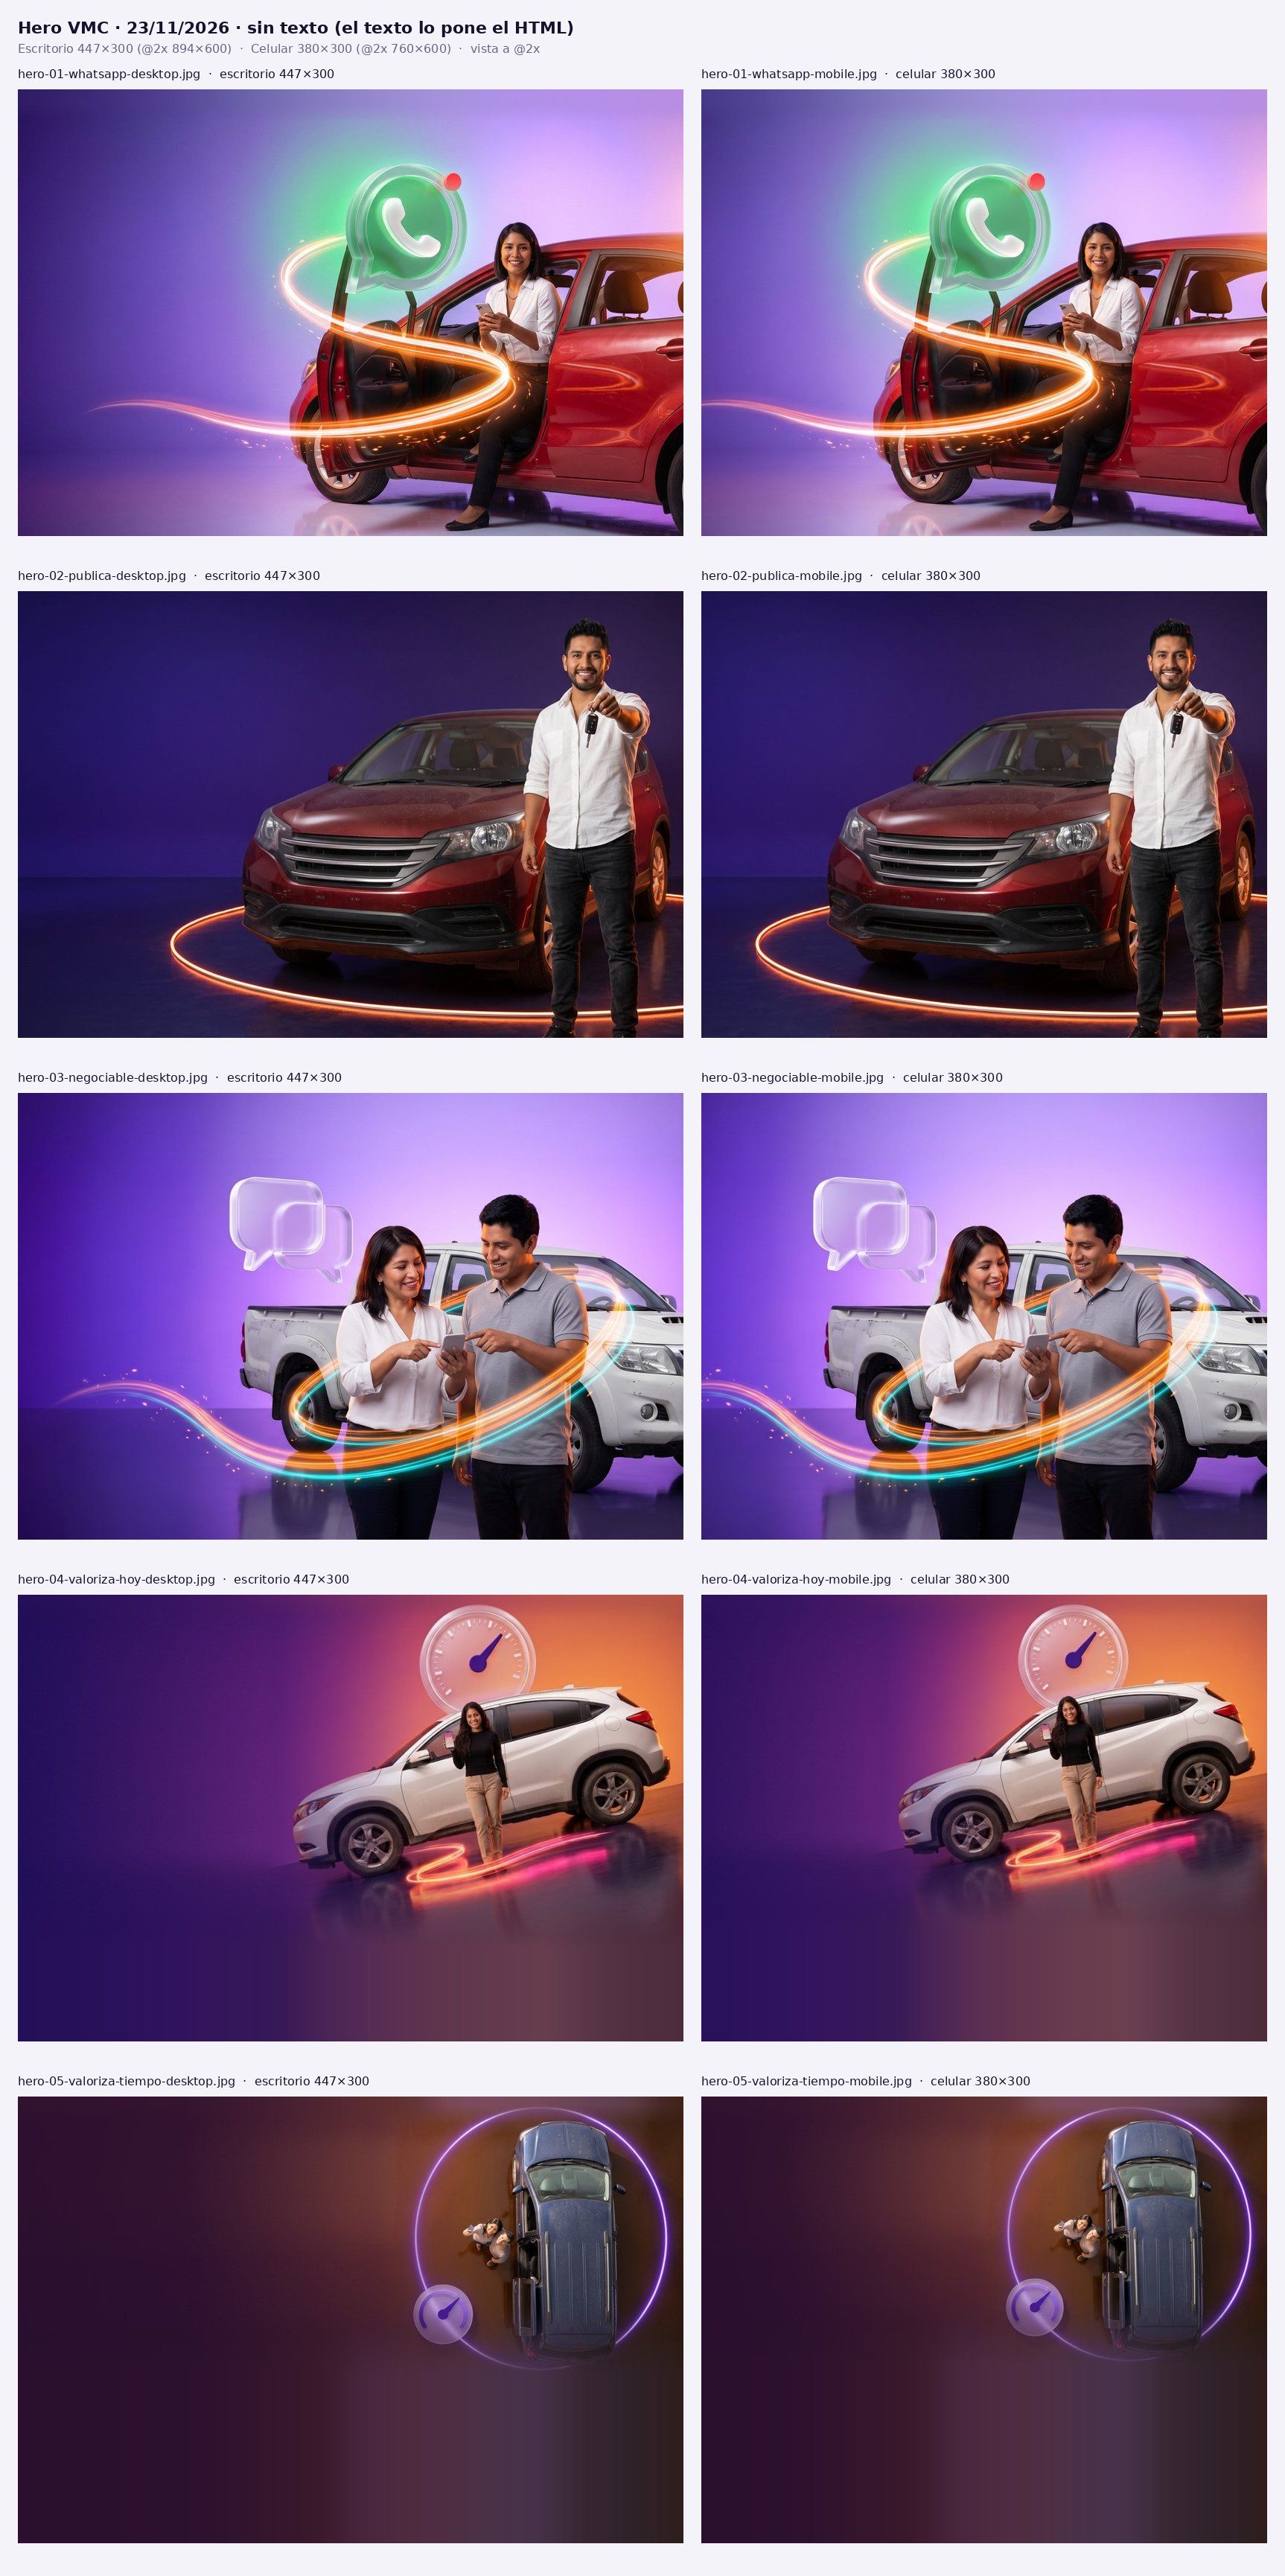 Hero VMC · 23/11/2026 · sin texto (el texto lo pone el HTML)
Escritorio 447×300 (@2x 894×600) · Celular 380×300 (@2x 760×600) · vista a @2x
hero-01-whatsapp-desktop.jpg · escritorio 447×300
hero-01-whatsapp-mobile.jpg · celular 380×300
hero-02-publica-desktop.jpg · escritorio 447×300
hero-02-publica-mobile.jpg · celular 380×300
hero-03-negociable-desktop.jpg · escritorio 447×300
hero-03-negociable-mobile.jpg · celular 380×300
hero-04-valoriza-hoy-desktop.jpg · escritorio 447×300
hero-04-valoriza-hoy-mobile.jpg · celular 380×300
hero-05-valoriza-tiempo-desktop.jpg · escritorio 447×300
hero-05-valoriza-tiempo-mobile.jpg · celular 380×300